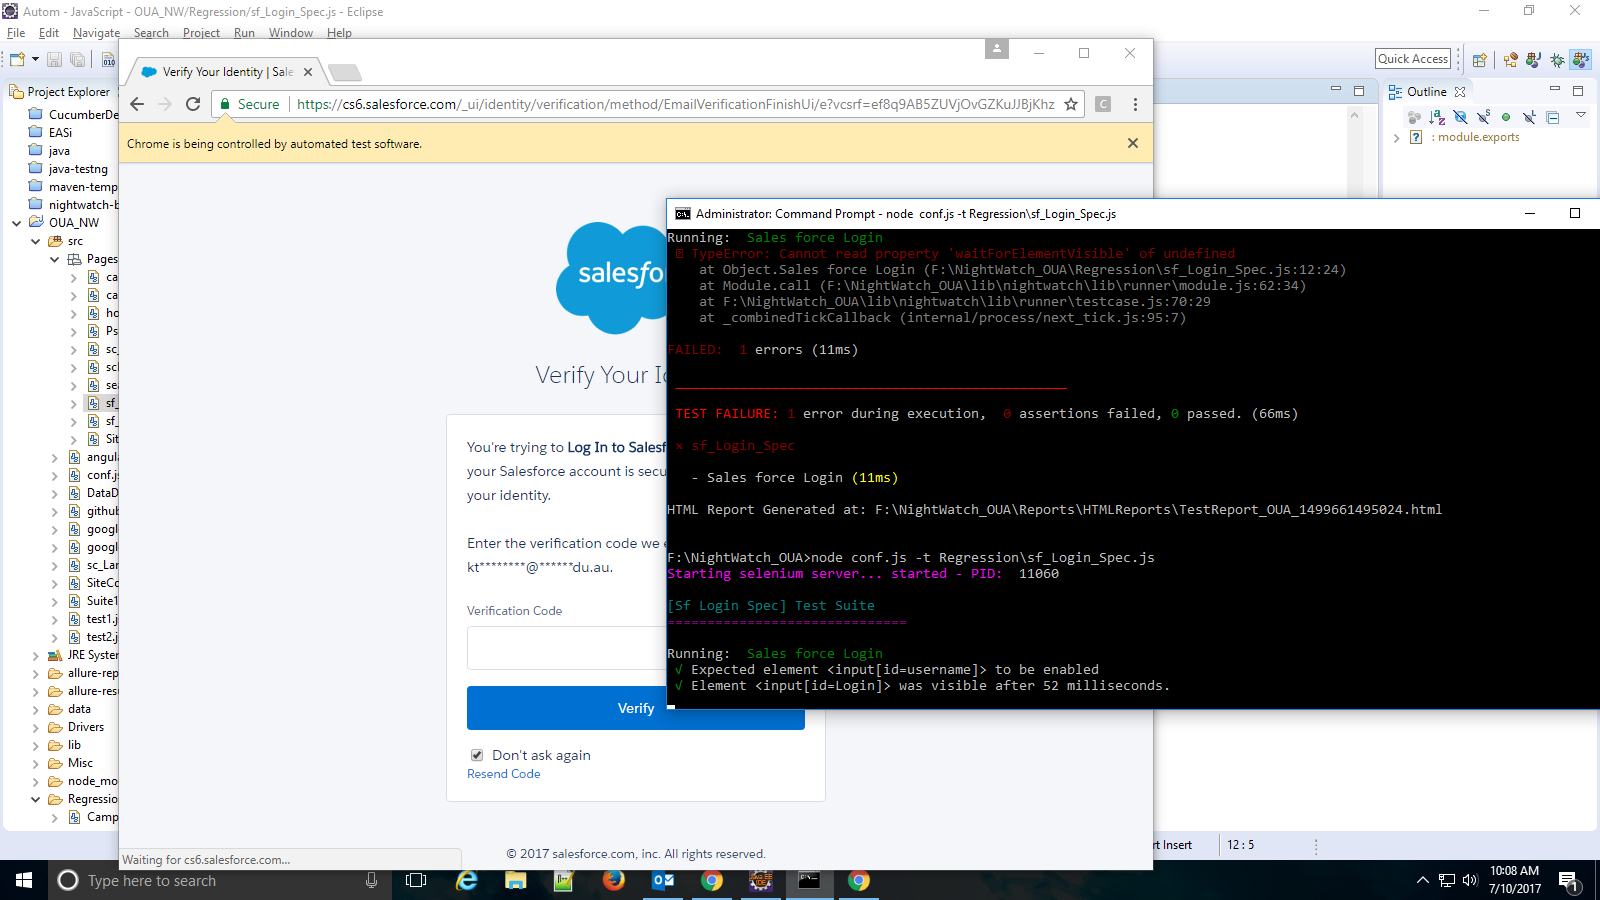 Autom - JavaScript - OUA_NW/Regression/sf_Login_Spec.js - Eclipse
File Edit Navigate Search Project Run Window Help
Quick Access
Project Explorer
CucumberDe
EASi
java
java-testng
maven-temp
nightwatch-b
OUA_NW
src
Pages
ca
ca
ho
Ps
sc_
scl
sea
sf_
sf_
Sit
angula
conf.js
DataD
github
google
google
sc_Lan
SiteCo
Suite1
test1.j
test2.j
JRE Syster
allure-rep
allure-resu
data
Drivers
lib
Misc
node_mo
Regression
Camp
Verify Your Identity | Sale
Secure https://cs6.salesforce.com/_ui/identity/verification/method/EmailVerificationFinishUi/e?vcsrf=ef8q9AB5ZUVjOvGZKuJJBjKhz
Chrome is being controlled by automated test software.
salesfo
Verify Your Id
You're trying to Log In to Salesf
your Salesforce account is secu
your identity.
Enter the verification code we e
kt********@******du.au.
Verification Code
Verify
Don't ask again
Resend Code
© 2017 salesforce.com, inc. All rights reserved.
Waiting for cs6.salesforce.com...
Administrator: Command Prompt - node conf.js -t Regression\sf_Login_Spec.js
Running: Sales force Login
TypeError: Cannot read property 'waitForElementVisible' of undefined
at Object.Sales force Login (F:\NightWatch_OUA\Regression\sf_Login_Spec.js:12:24)
at Module.call (F:\NightWatch_OUA\lib\nightwatch\lib\runner\module.js:62:34)
at F:\NightWatch_OUA\lib\nightwatch\lib\runner\testcase.js:70:29
at _combinedTickCallback (internal/process/next_tick.js:95:7)
FAILED: 1 errors (11ms)
TEST FAILURE: 1 error during execution, 0 assertions failed, 0 passed. (66ms)
× sf_Login_Spec
- Sales force Login (11ms)
HTML Report Generated at: F:\NightWatch_OUA\Reports\HTMLReports\TestReport_OUA_1499661495024.html
F:\NightWatch_OUA>node conf.js -t Regression\sf_Login_Spec.js
Starting selenium server... started - PID: 11060
[Sf Login Spec] Test Suite
==============================
Running: Sales force Login
√ Expected element <input[id=username]> to be enabled
√ Element <input[id=Login]> was visible after 52 milliseconds.
Outline
: module.exports
rt Insert 12 : 5
Type here to search
10:08 AM
7/10/2017
1